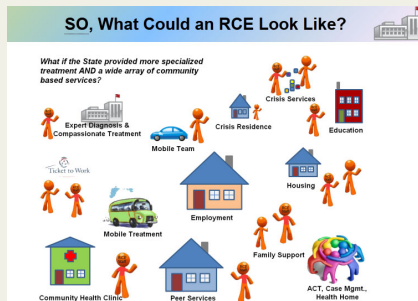 SO, What Could an RCE Look Like?
What if the State provided more specialized
treatment AND a wide array of community
based services?
Crisis Services
Expert Diagnosis &
Compassionate Treatment
Crisis Residence
Education
Mobile Team
Ticket to Work
Housing
Employment
Mobile Treatment
Family Support
ACT, Case Mgmt.,
Health Home
Community Health Clinic
Peer Services